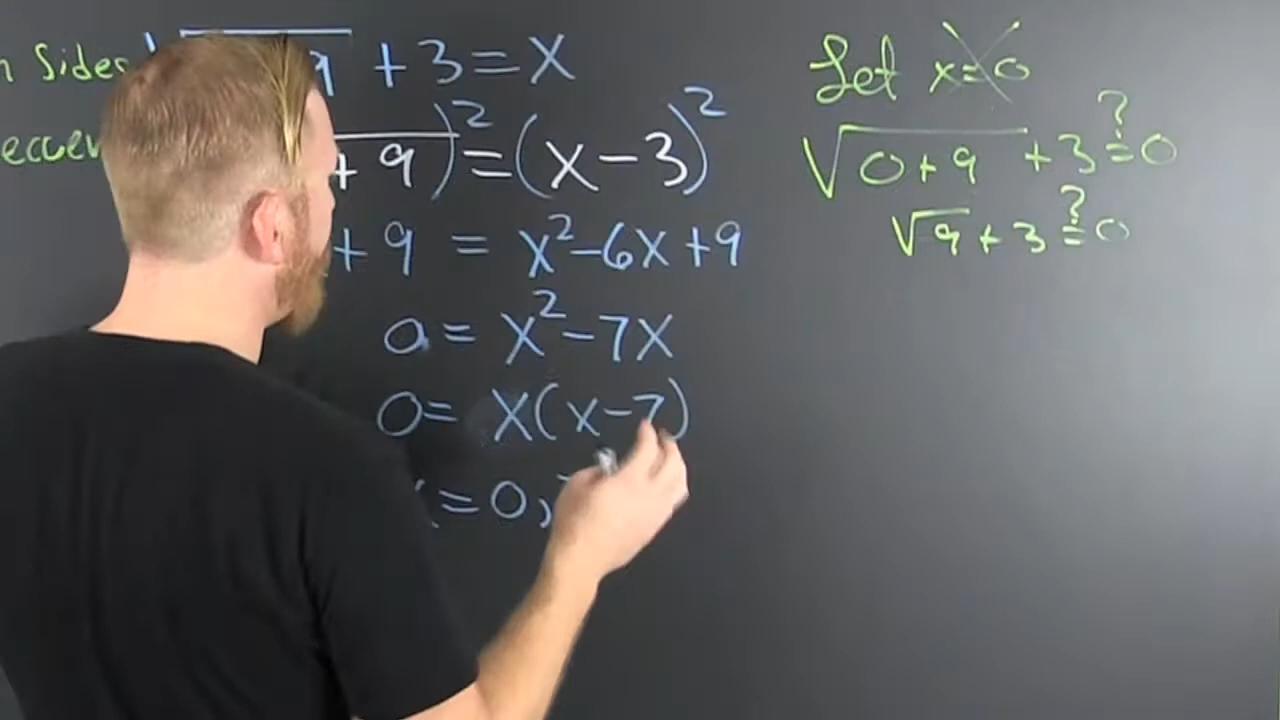 n Sides
9 + 3 = x
+ 9)² = (x - 3)²
+ 9 = x² - 6x + 9
0 = x² - 7x
0 = x(x - 7)
= 0,
Let x = 0
√0 + 9 + 3 ?= 0
√9 + 3 ?= 0